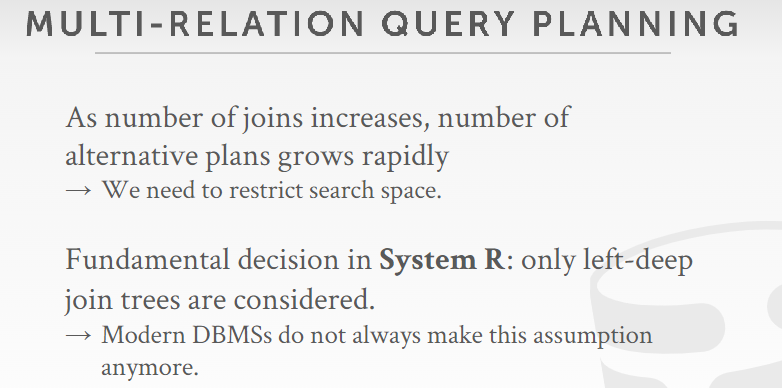 MULTI-RELATION QUERY PLANNING
As number of joins increases, number of
alternative plans grows rapidly
→ We need to restrict search space.
Fundamental decision in System R: only left-deep
join trees are considered.
→ Modern DBMSs do not always make this assumption
anymore.